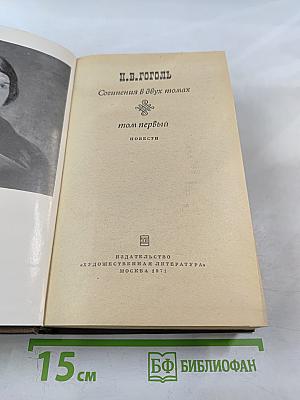 Н.В.ГОГОЛЬ
Сочинения в двух томах
том первый
ПОВЕСТИ
ИЗДАТЕЛЬСТВО
«ХУДОЖЕСТВЕННАЯ ЛИТЕРАТУРА»
МОСКВА 1971
15 см
БФ БИБЛИОФАН